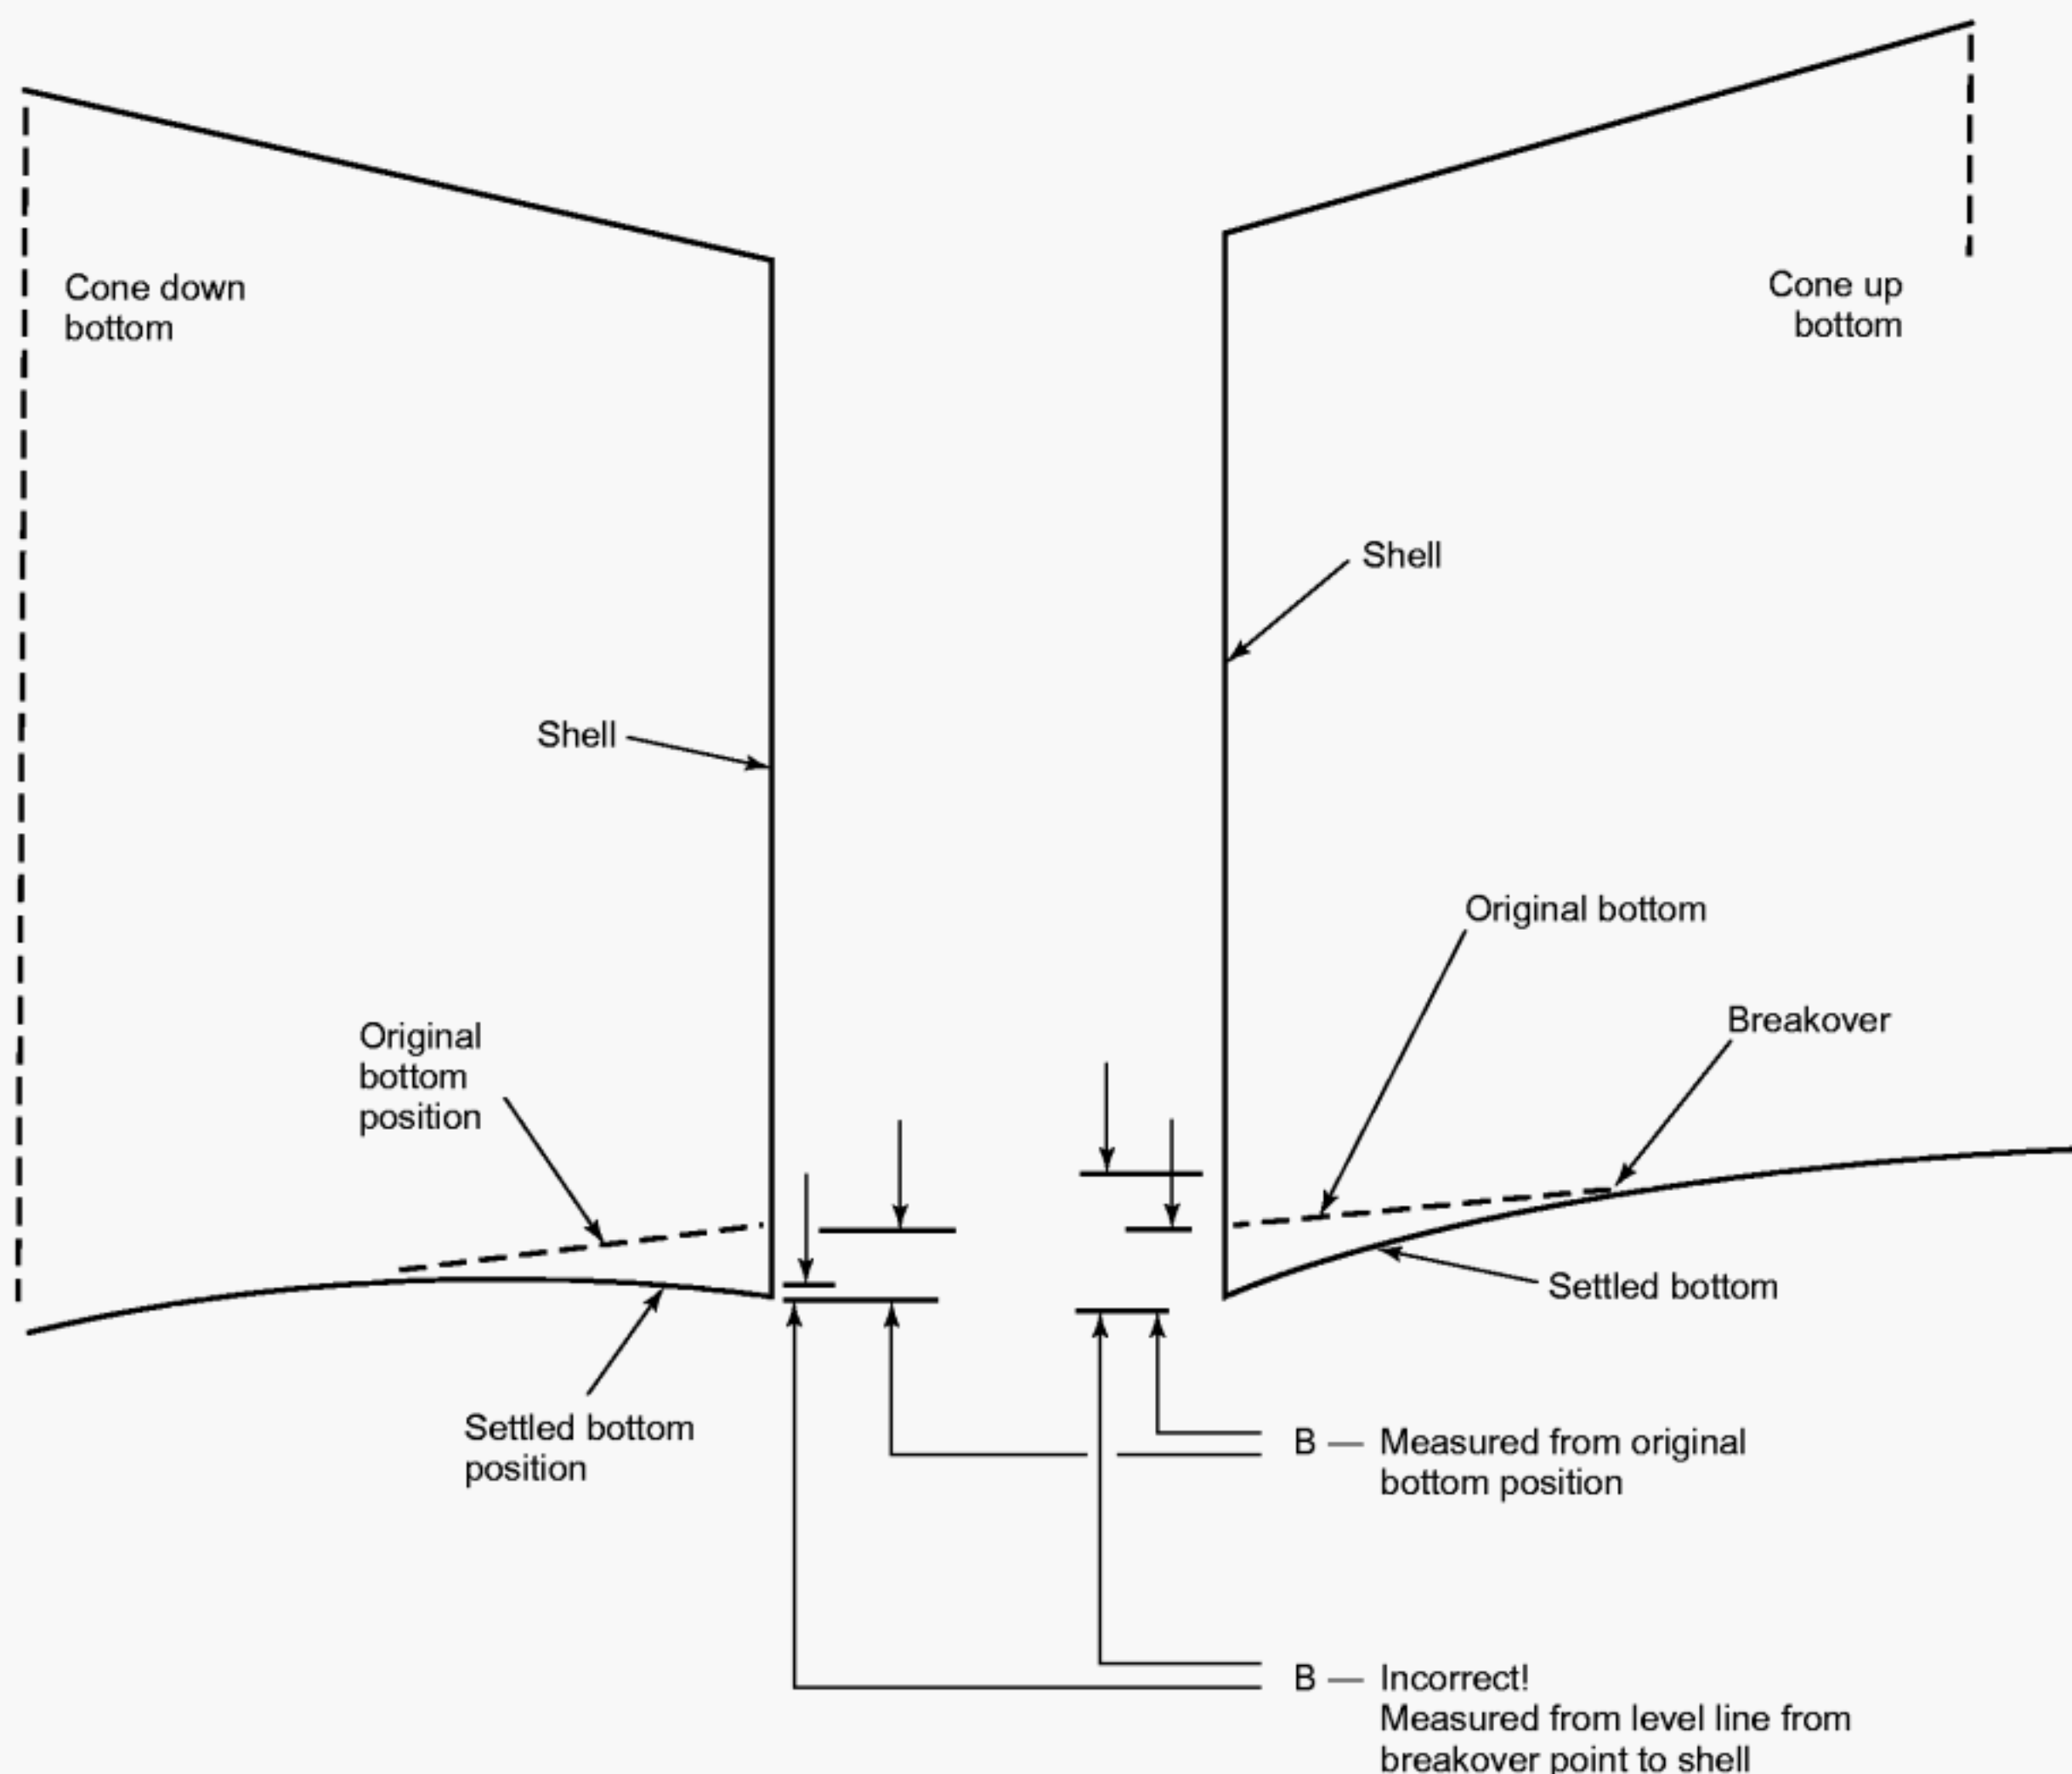 Cone down
bottom
Cone up
bottom
Shell
Shell
Original bottom
Breakover
Original
bottom
position
Settled bottom
Settled bottom
position
B — Measured from original
bottom position
B — Incorrect!
Measured from level line from
breakover point to shell